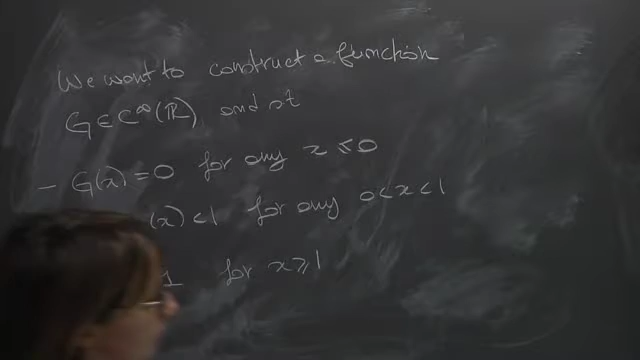 We want to construct a function
G ∈ C^∞(ℝ) and st
- G(x) = 0 for any x ≤ 0
(x) < 1 for any 0 < x < 1
1 for x ≥ 1